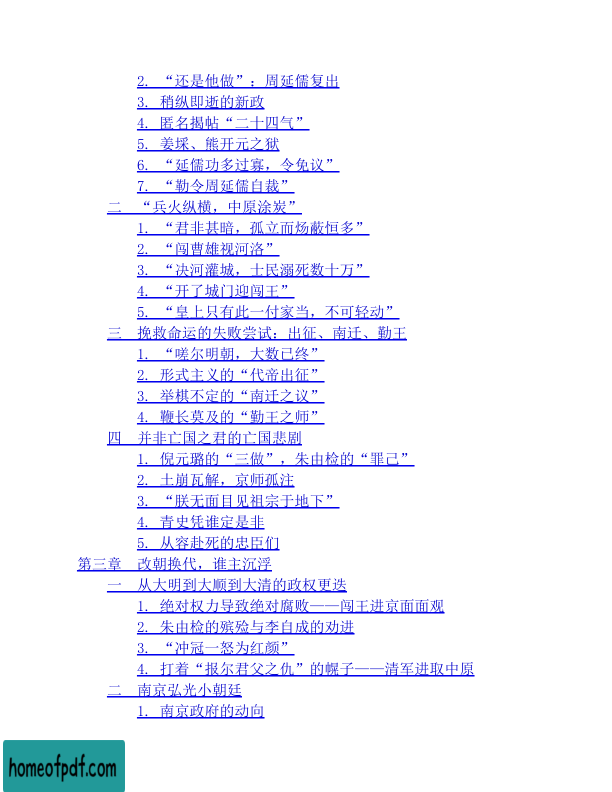 2. “还是他做”：周延儒复出
3. 稍纵即逝的新政
4. 匿名揭帖“二十四气”
5. 姜埰、熊开元之狱
6. “延儒功多过寡，令免议”
7. “勒令周延儒自裁”
二　“兵火纵横，中原涂炭”
1. “君非甚暗，孤立而炀蔽恒多”
2. “闯曹雄视河洛”
3. “决河灌城，士民溺死数十万”
4. “开了城门迎闯王”
5. “皇上只有此一付家当，不可轻动”
三　挽救命运的失败尝试：出征、南迁、勤王
1. “嗟尔明朝，大数已终”
2. 形式主义的“代帝出征”
3. 举棋不定的“南迁之议”
4. 鞭长莫及的“勤王之师”
四　并非亡国之君的亡国悲剧
1. 倪元璐的“三做”，朱由检的“罪己”
2. 土崩瓦解，京师孤注
3. “朕无面目见祖宗于地下”
4. 青史凭谁定是非
5. 从容赴死的忠臣们
第三章　改朝换代，谁主沉浮
一　从大明到大顺到大清的政权更迭
1. 绝对权力导致绝对腐败——闯王进京面面观
2. 朱由检的殡殓与李自成的劝进
3. “冲冠一怒为红颜”
4. 打着“报尔君父之仇”的幌子——清军进取中原
二　南京弘光小朝廷
1. 南京政府的动向
homeofpdf.com